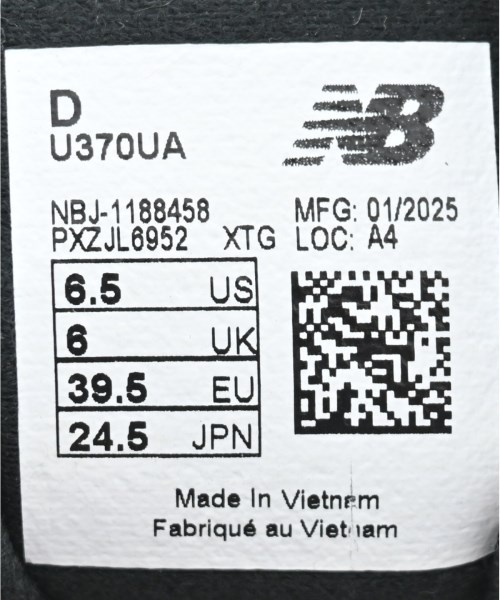 D
NB
U370UA
NBJ-1188458 MFG: 01/2025
PXZJL6952 XTG LOC: A4
6.5 US
6 UK
39.5 EU
24.5 JPN
Made In Vietnam
Fabriqué au Vietnam